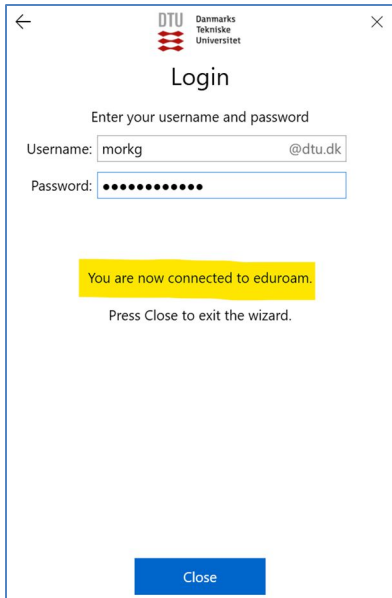 DTU
Danmarks
Tekniske
Universitet
Login
Enter your username and password
Username: morkg @dtu.dk
Password: ●●●●●●●●●●●●
You are now connected to eduroam.
Press Close to exit the wizard.
Close